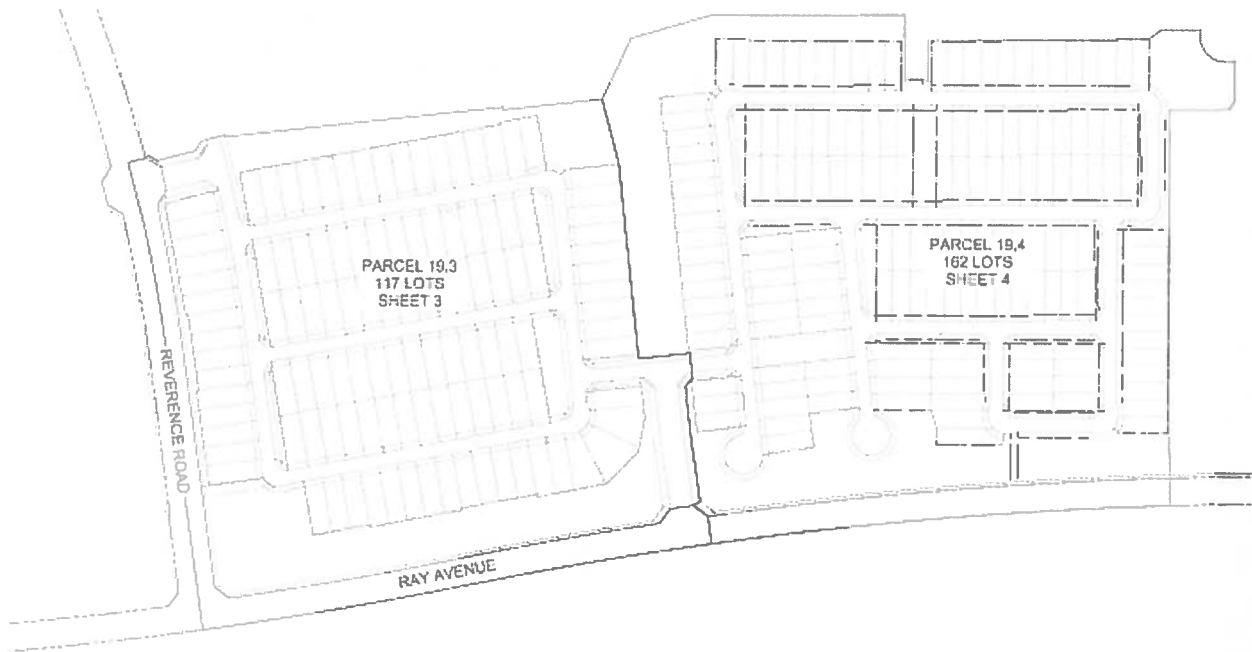 PARCEL 19.3
117 LOTS
SHEET 3
PARCEL 19.4
162 LOTS
SHEET 4
REVERENCE ROAD
RAY AVENUE